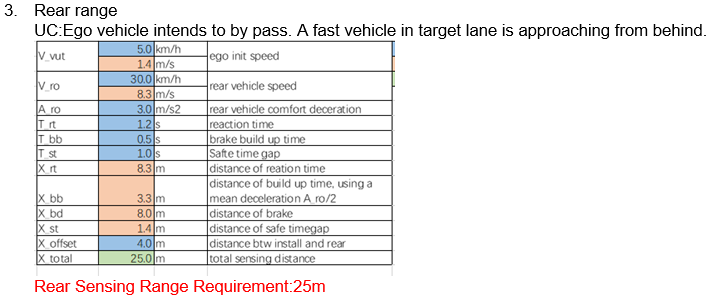 3. Rear range
UC:Ego vehicle intends to by pass. A fast vehicle in target lane is approaching from behind.
V_vut 5.0 km/h ego init speed
1.4 m/s
V_ro 30.0 km/h rear vehicle speed
8.3 m/s
A_ro 3.0 m/s2 rear vehicle comfort deceration
T_rt 1.2 s reaction time
T_bb 0.5 s brake build up time
T_st 1.0 s Safte time gap
X_rt 8.3 m distance of reation time
distance of build up time, using a
X_bb 3.3 m mean deceleration A_ro/2
X_bd 8.0 m distance of brake
X_st 1.4 m distance of safe timegap
X_offset 4.0 m distance btw install and rear
X_total 25.0 m total sensing distance
Rear Sensing Range Requirement:25m